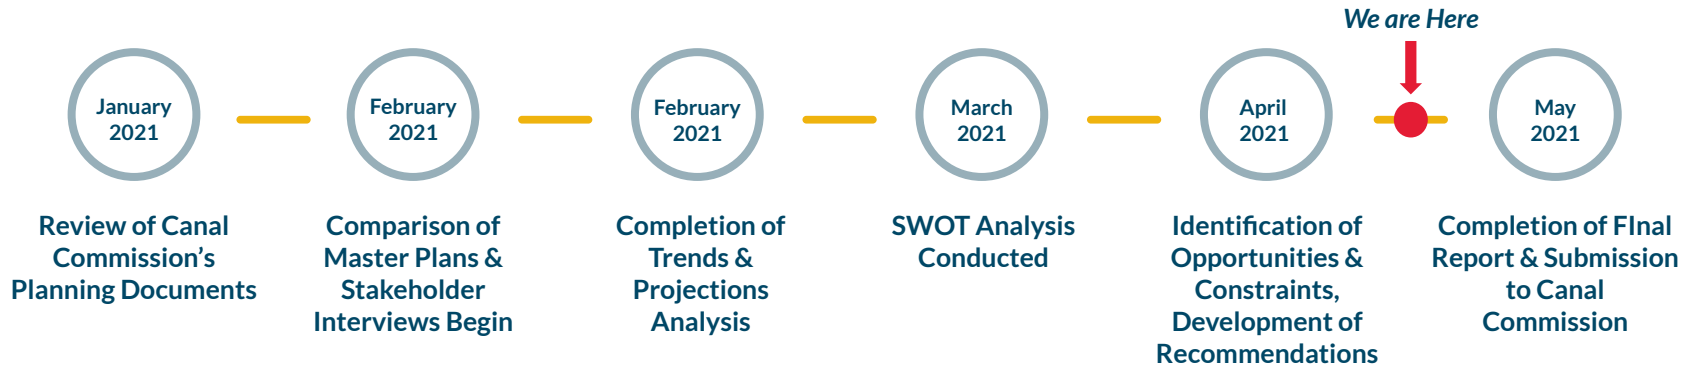 We are Here
January
2021
February
2021
February
2021
March
2021
April
2021
May
2021
Review of Canal
Commission’s
Planning Documents
Comparison of
Master Plans &
Stakeholder
Interviews Begin
Completion of
Trends &
Projections
Analysis
SWOT Analysis
Conducted
Identification of
Opportunities &
Constraints,
Development of
Recommendations
Completion of FInal
Report & Submission
to Canal
Commission